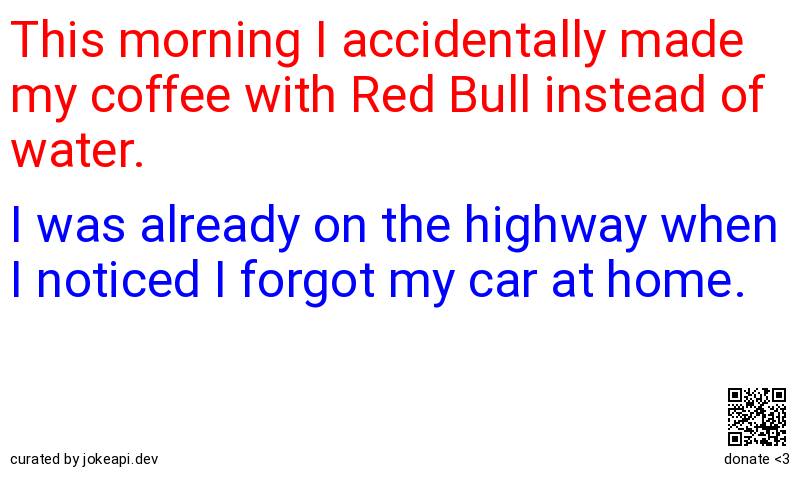 This morning I accidentally made
my coffee with Red Bull instead of
water.
I was already on the highway when
I noticed I forgot my car at home.
curated by jokeapi.dev
donate <3